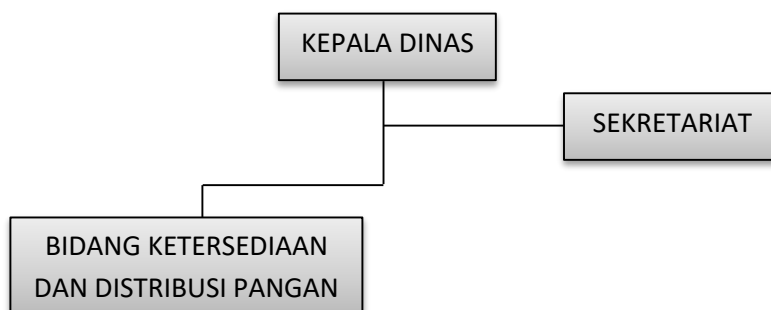 KEPALA DINAS
SEKRETARIAT
BIDANG KETERSEDIAAN
DAN DISTRIBUSI PANGAN